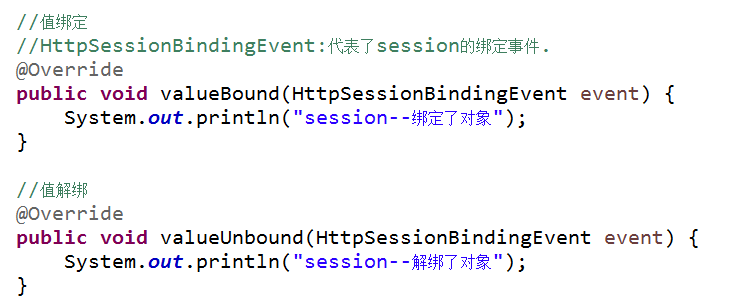 //值绑定
//HttpSessionBindingEvent:代表了session的绑定事件.
@Override
public void valueBound(HttpSessionBindingEvent event) {
    System.out.println("session--绑定了对象");
}
//值解绑
@Override
public void valueUnbound(HttpSessionBindingEvent event) {
    System.out.println("session--解绑了对象");
}